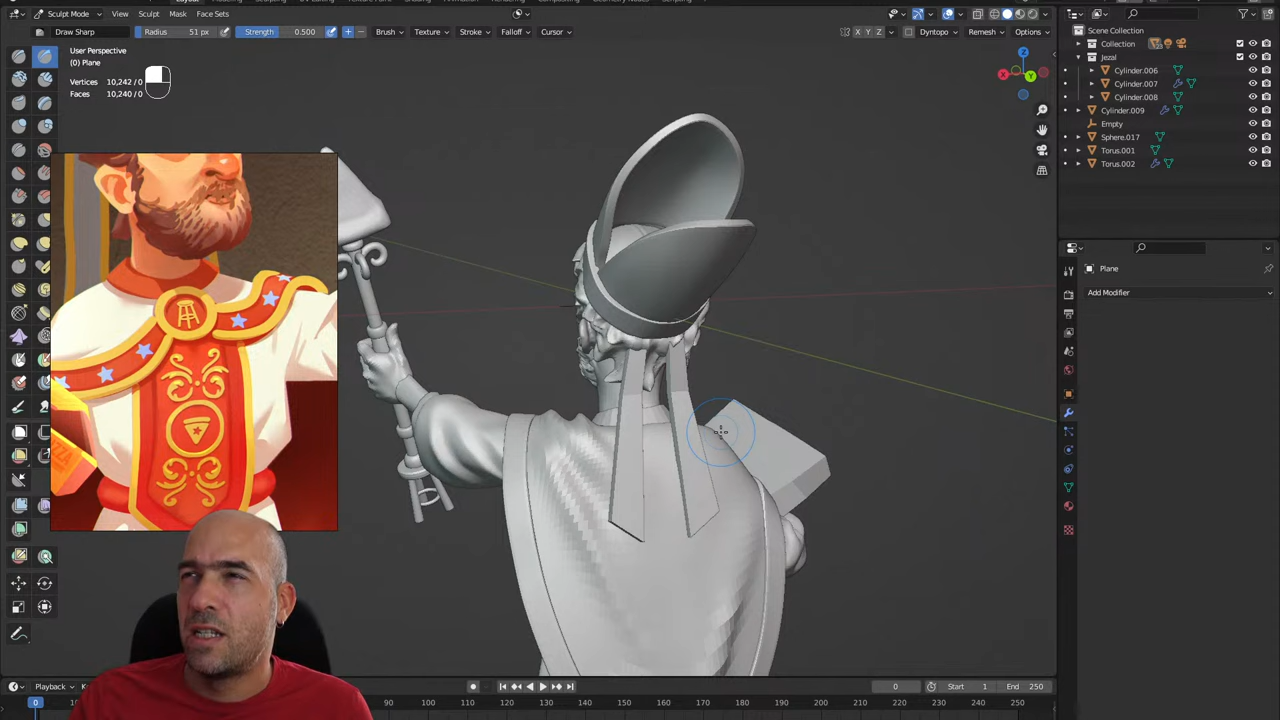 Sculpt Mode View Sculpt Mask Face Sets
Draw Sharp Radius 51 px Strength 0.500 Brush Texture Stroke Falloff Cursor X Y Z Dyntopo Remesh Options
User Perspective
(0) Plane
Vertices 10,242 / 0
Faces 10,240 / 0
Z
X
Y
PIZZA
Scene Collection
Collection
Jezal
Cylinder.006
Cylinder.007
Cylinder.008
Cylinder.009
Empty
Sphere.017
Torus.001
Torus.002
Plane
Add Modifier
Playback 0 Start 1 End 250
0 80 90 100 110 120 130 140 150 160 170 180 190 200 210 220 230 240 250